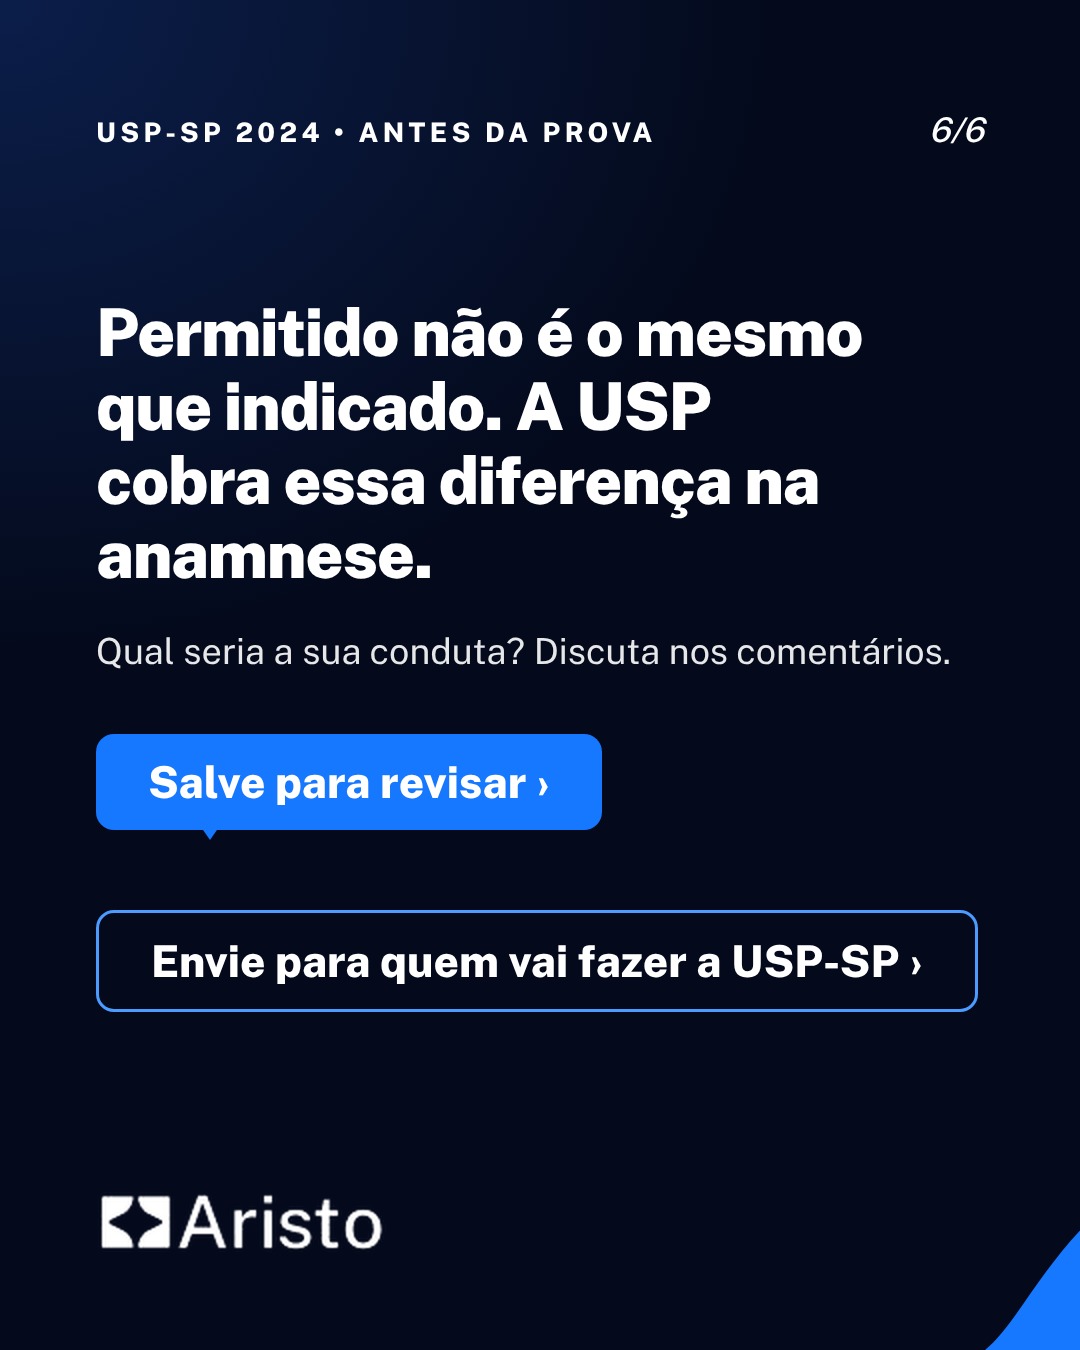 USP-SP 2024 • ANTES DA PROVA
6/6
Permitido não é o mesmo
que indicado. A USP
cobra essa diferença na
anamnese.
Qual seria a sua conduta? Discuta nos comentários.
Salve para revisar ›
Envie para quem vai fazer a USP-SP ›
Aristo